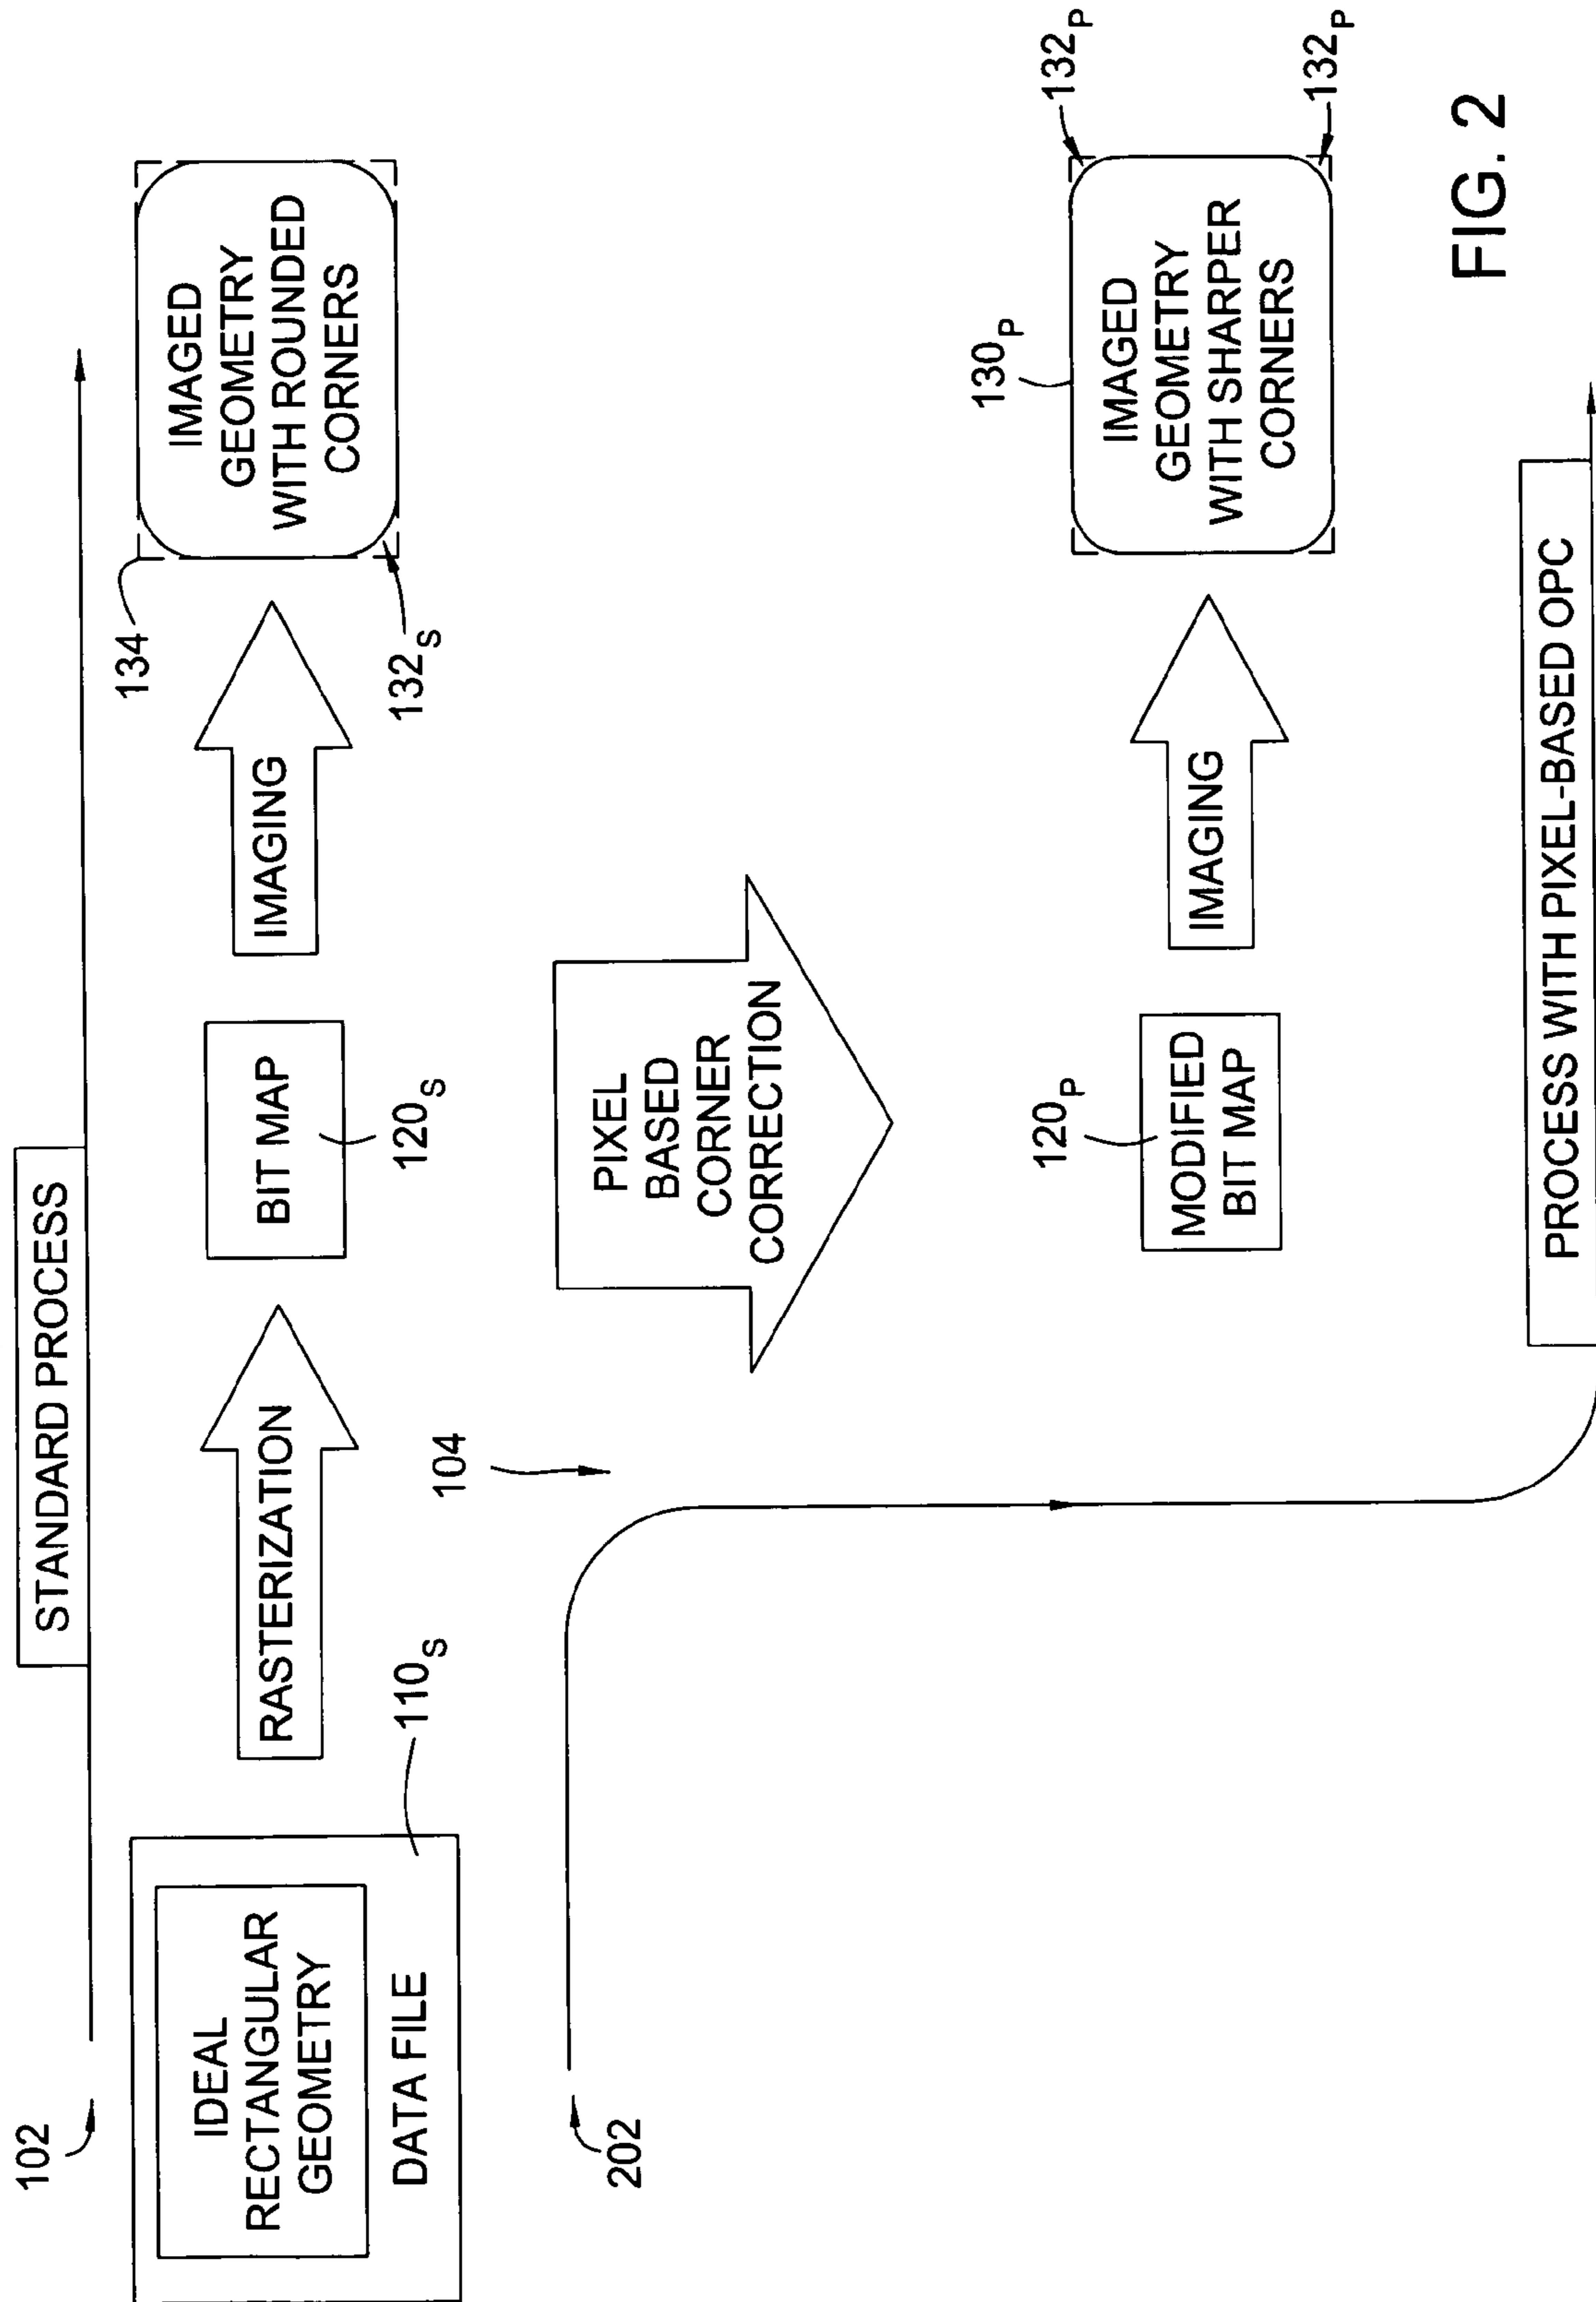 102
STANDARD PROCESS
IDEAL
RECTANGULAR
GEOMETRY
DATA FILE
110S
RASTERIZATION
BIT MAP
120S
IMAGING
134
132S
IMAGED
GEOMETRY
WITH ROUNDED
CORNERS
202
104
PIXEL
BASED
CORNER
CORRECTION
120P
MODIFIED
BIT MAP
IMAGING
130P
IMAGED
GEOMETRY
WITH SHARPER
CORNERS
132P
132P
PROCESS WITH PIXEL-BASED OPC
FIG. 2